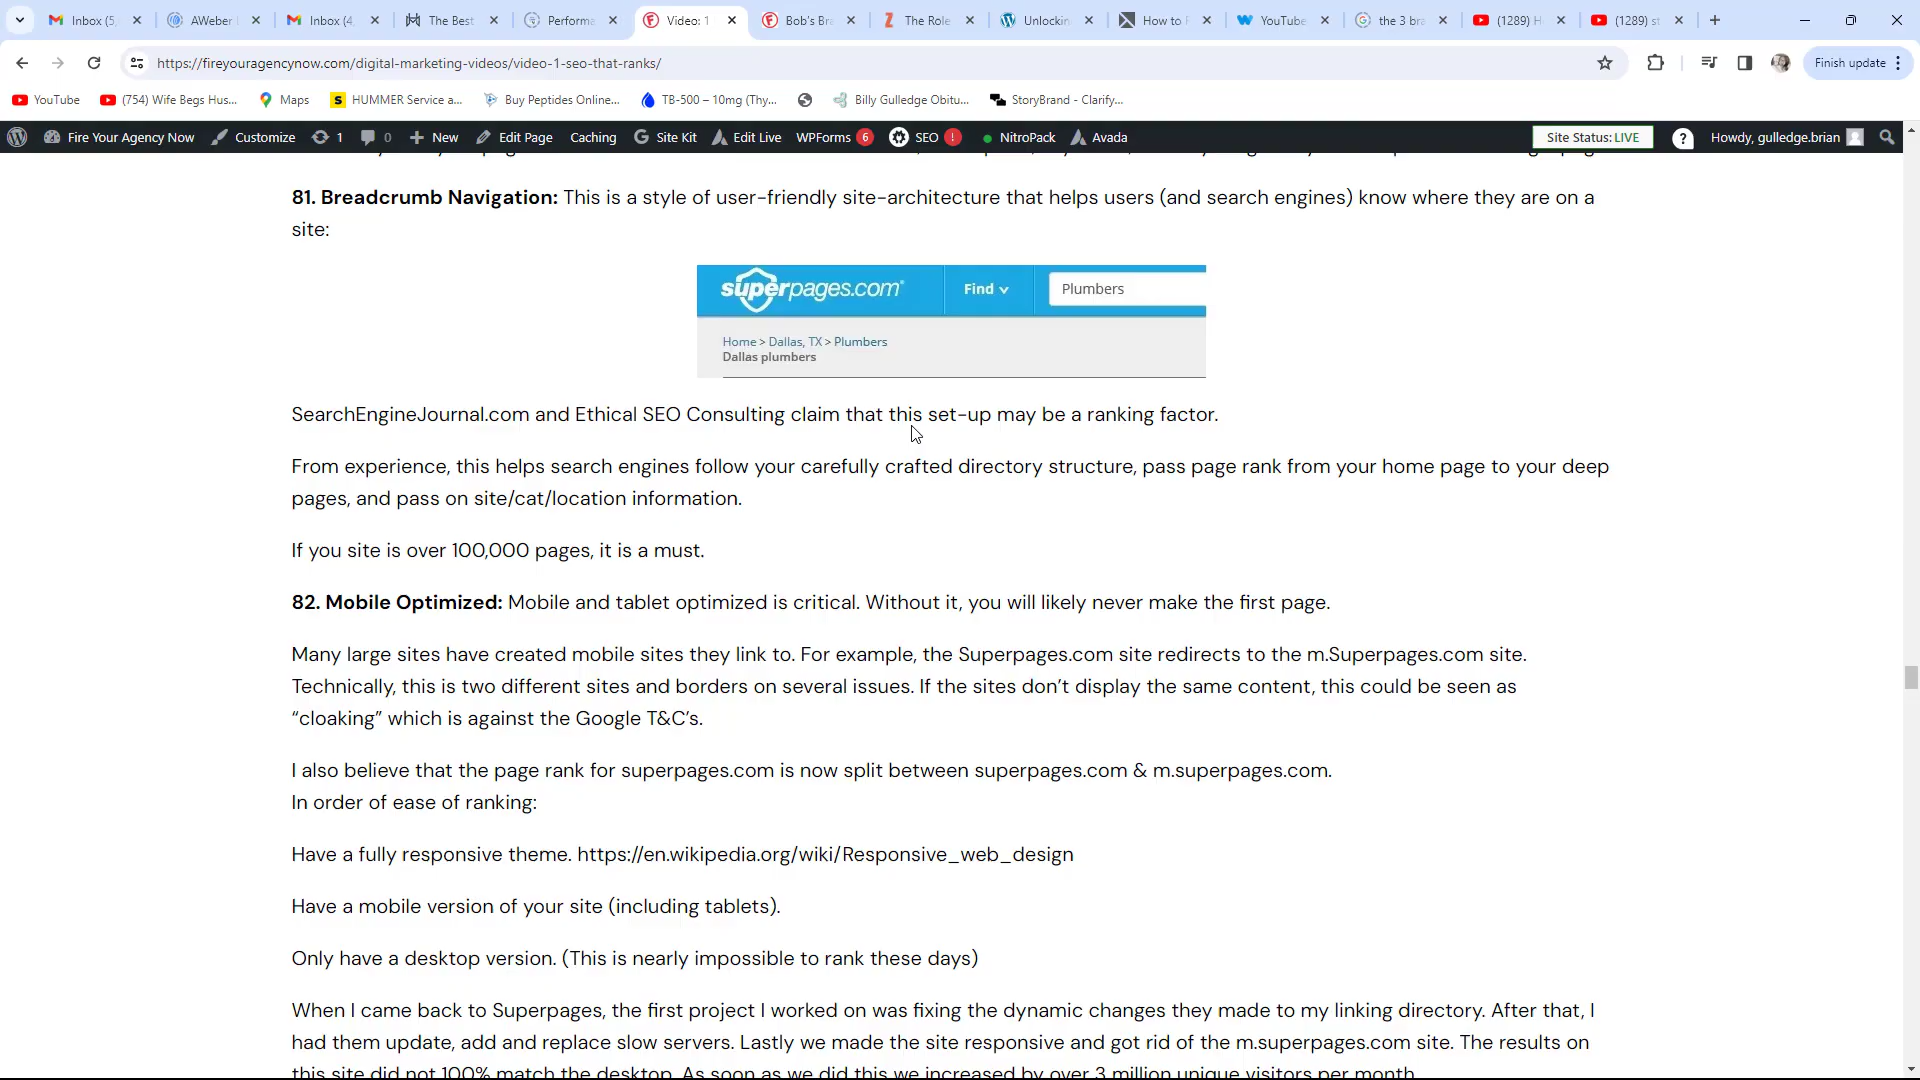 Inbox (5,
AWeber
Inbox (4,
The Best
Performa
Video: 1
Bob's Bra
The Role
Unlockin
How to
YouTube
the 3 bra
(1289) H
(1289) st
https://fireyouragencynow.com/digital-marketing-videos/video-1-seo-that-ranks/
Finish update
YouTube
(754) Wife Begs Hus...
Maps
HUMMER Service a...
Buy Peptides Online...
TB-500 – 10mg (Thy...
Billy Gulledge Obitu...
StoryBrand - Clarify...
Fire Your Agency Now
Customize
1
0
New
Edit Page
Caching
Site Kit
Edit Live
WPForms 6
SEO !
NitroPack
Avada
Site Status: LIVE
Howdy, gulledge.brian
81. Breadcrumb Navigation: This is a style of user-friendly site-architecture that helps users (and search engines) know where they are on a
site:
superpages.com
Find
Plumbers
Home > Dallas, TX > Plumbers
Dallas plumbers
SearchEngineJournal.com and Ethical SEO Consulting claim that this set-up may be a ranking factor.
From experience, this helps search engines follow your carefully crafted directory structure, pass page rank from your home page to your deep
pages, and pass on site/cat/location information.
If you site is over 100,000 pages, it is a must.
82. Mobile Optimized: Mobile and tablet optimized is critical. Without it, you will likely never make the first page.
Many large sites have created mobile sites they link to. For example, the Superpages.com site redirects to the m.Superpages.com site.
Technically, this is two different sites and borders on several issues. If the sites don’t display the same content, this could be seen as
“cloaking” which is against the Google T&C’s.
I also believe that the page rank for superpages.com is now split between superpages.com & m.superpages.com.
In order of ease of ranking:
Have a fully responsive theme. https://en.wikipedia.org/wiki/Responsive_web_design
Have a mobile version of your site (including tablets).
Only have a desktop version. (This is nearly impossible to rank these days)
When I came back to Superpages, the first project I worked on was fixing the dynamic changes they made to my linking directory. After that, I
had them update, add and replace slow servers. Lastly we made the site responsive and got rid of the m.superpages.com site. The results on
this site did not 100% match the desktop. As soon as we did this we increased by over 3 million unique visitors per month.